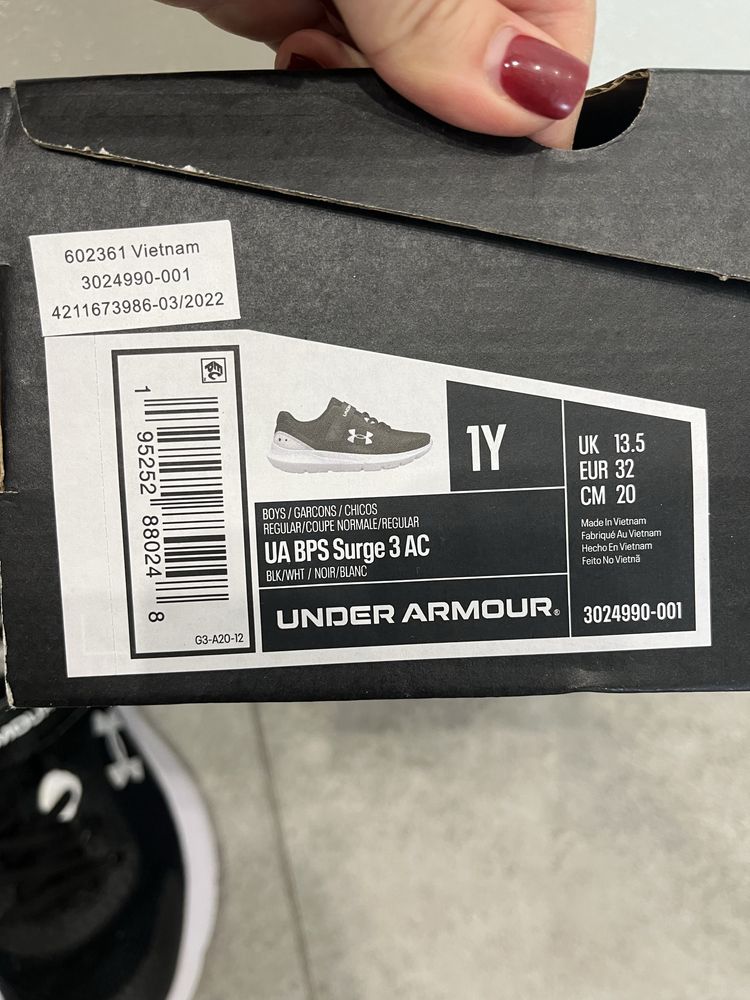 602361 Vietnam
3024990-001
4211673986-03/2022
1 95252 88024 8
G3-A20-12
1Y
UK 13.5
EUR 32
CM 20
BOYS / GARCONS / CHICOS
REGULAR/COUPE NORMALE/REGULAR
UA BPS Surge 3 AC
BLK/WHT / NOIR/BLANC
Made In Vietnam
Fabriqué Au Vietnam
Hecho En Vietnam
Feito No Vietnã
UNDER ARMOUR®
3024990-001